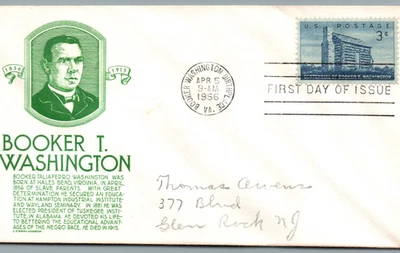 1856 1915
BOOKER T.
WASHINGTON
BOOKER TALIAFERRO WASHINGTON WAS
BORN AT HALES BEND, VIRGINIA, IN APRIL,
1856 OF SLAVE PARENTS. WITH GREAT
DETERMINATION HE SECURED AN EDUCA-
TION AT HAMPTON INDUSTRIAL INSTITUTE
AND WAYLAND SEMINARY. IN 1881 HE WAS
ELECTED PRESIDENT OF TUSKEGEE INSTI-
TUTE, IN ALABAMA. HE DEVOTED HIS LIFE
TO BETTERING THE EDUCATIONAL ADVANT-
AGES OF THE NEGRO RACE. HE DIED IN 1915.
BOOKER WASHINGTON BIRTHPLACE
APR 5
9-AM
1956
VA.
U.S. POSTAGE
3¢
CENTENNIAL OF BOOKER T. WASHINGTON
FIRST DAY OF ISSUE
Thomas Owens
377 Blvd
Glen Rock NJ